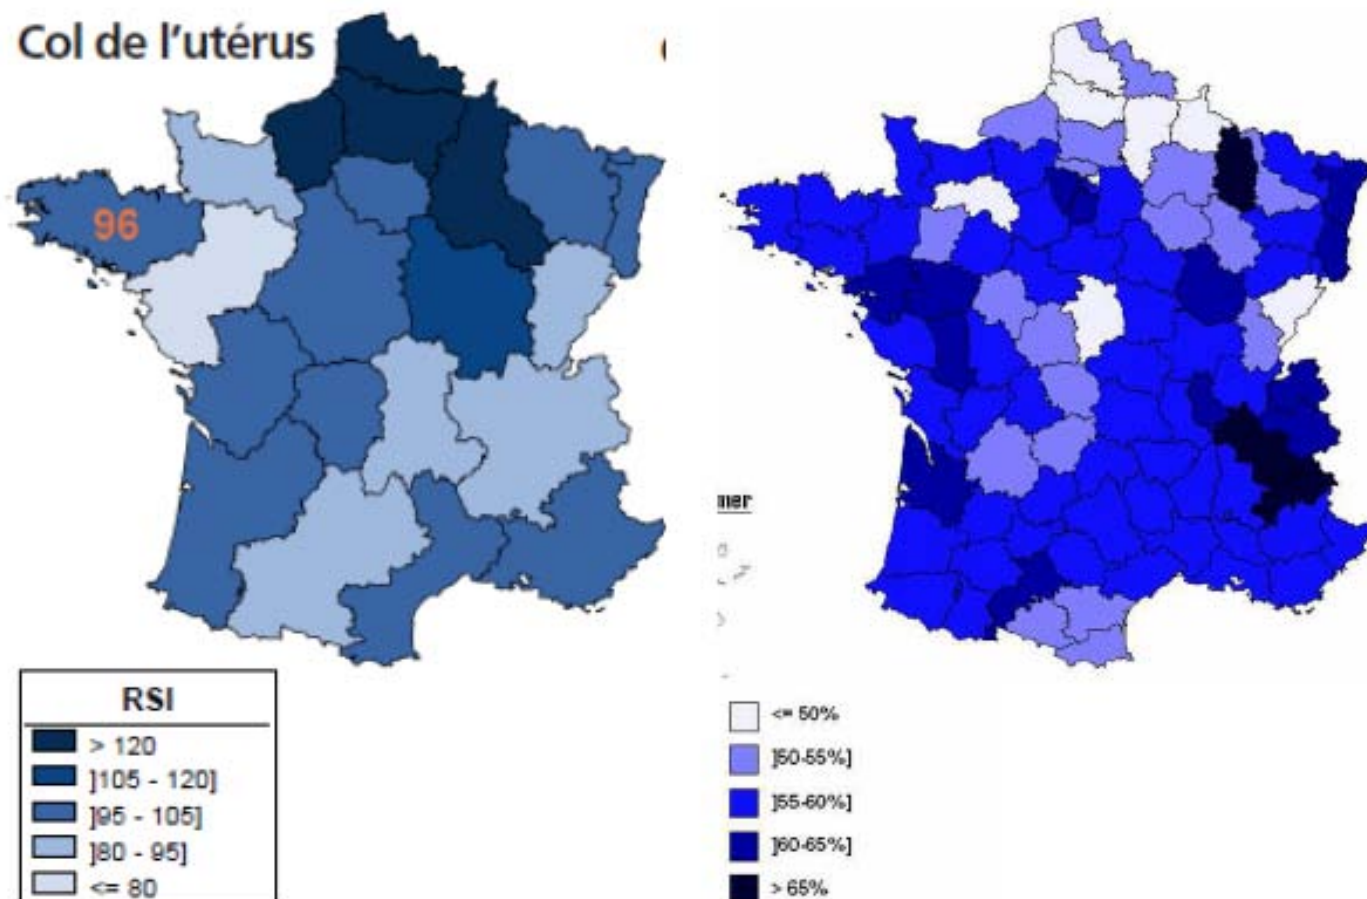 Col de l'utérus
96
mer
RSI
> 120
]105 - 120]
]95 - 105]
]80 - 95]
<= 80
<= 50%
]50-55%]
]55-60%]
]60-65%]
> 65%